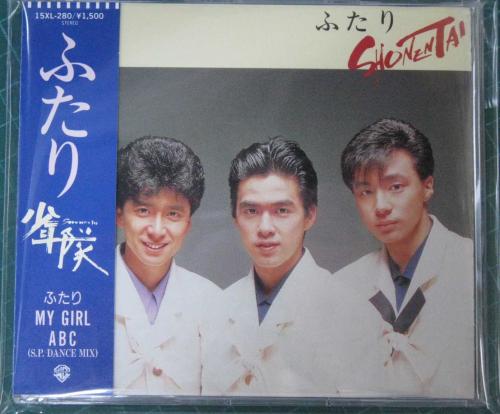 15XL-280/¥1,500
STEREO
ふたり
少年隊
ふたり
MY GIRL
ABC
(S.P. DANCE MIX)
ふたり
SHONENTAI